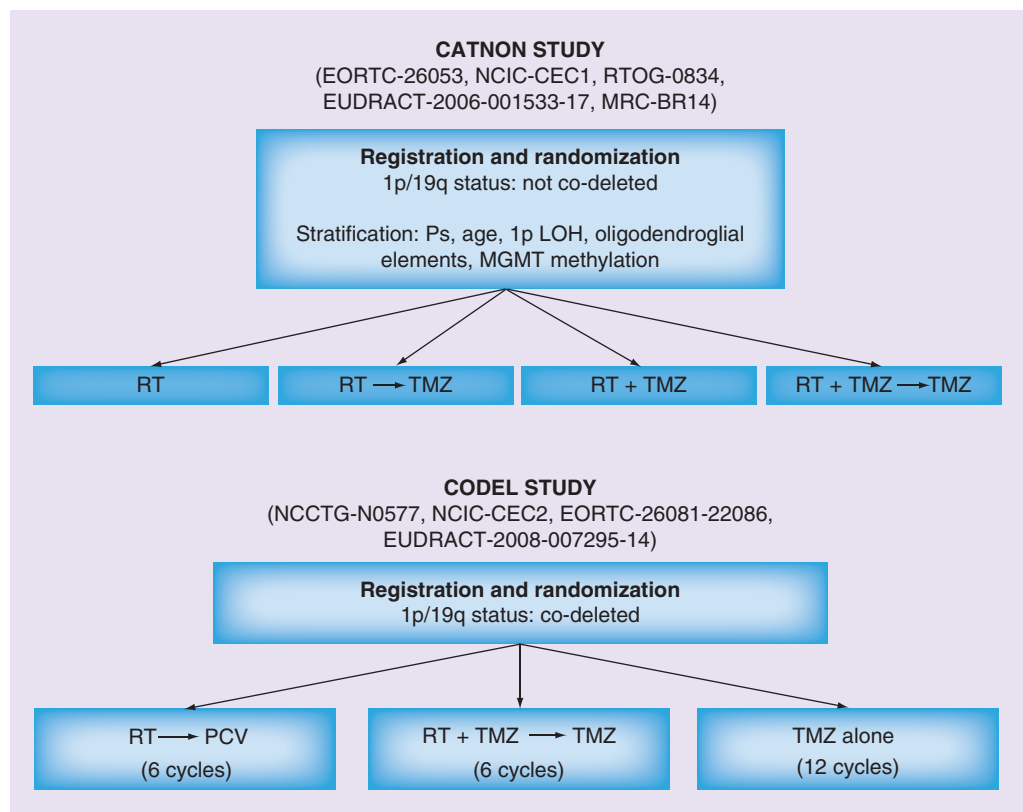 CATNON STUDY
(EORTC-26053, NCIC-CEC1, RTOG-0834,
EUDRACT-2006-001533-17, MRC-BR14)
Registration and randomization
1p/19q status: not co-deleted
Stratification: Ps, age, 1p LOH, oligodendroglial
elements, MGMT methylation
RT
RT → TMZ
RT + TMZ
RT + TMZ → TMZ
CODEL STUDY
(NCCTG-N0577, NCIC-CEC2, EORTC-26081-22086,
EUDRACT-2008-007295-14)
Registration and randomization
1p/19q status: co-deleted
RT → PCV
(6 cycles)
RT + TMZ → TMZ
(6 cycles)
TMZ alone
(12 cycles)